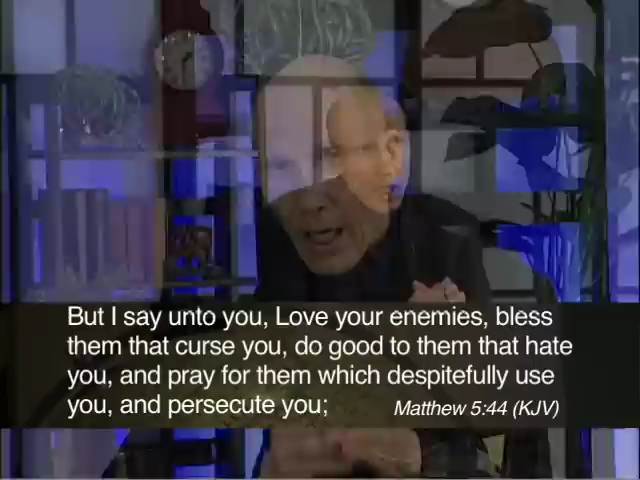 But I say unto you, Love your enemies, bless
them that curse you, do good to them that hate
you, and pray for them which despitefully use
you, and persecute you; Matthew 5:44 (KJV)